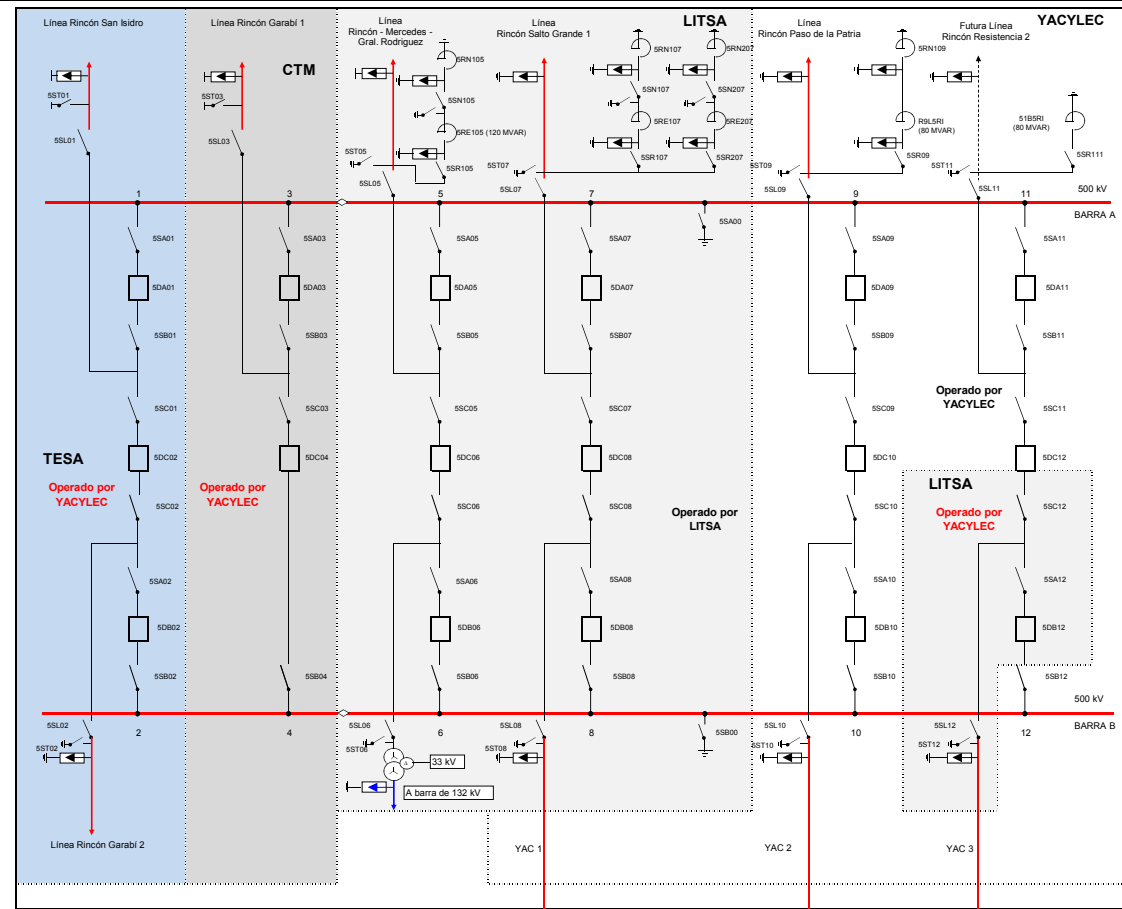 Línea Rincón San Isidro
Línea Rincón Garabí 1
Línea
Rincón - Mercedes -
Gral. Rodriguez
Línea
Rincón Salto Grande 1
LITSA
Línea
Rincón Paso de la Patria
Futura Línea
Rincón Resistencia 2
YACYLEC
CTM
5RN105
5RN107
5RN207
5RN109
5ST01
5ST03
5SN105
5SN107
5SN207
5RE105 (120 MVAR)
5RE107
5RE207
R9L5RI
(80 MVAR)
51B5RI
(80 MVAR)
5SL01
5SL03
5ST05
5SR105
5ST07
5SR107
5SR207
5ST09
5SR09
5ST11
5SR111
5SL05
5SL07
5SL09
5SL11
1
3
5
7
9
11
500 kV
BARRA A
5SA00
5SA01
5SA03
5SA05
5SA07
5SA09
5SA11
5DA01
5DA03
5DA05
5DA07
5DA09
5DA11
5SB01
5SB03
5SB05
5SB07
5SB09
5SB11
Operado por
YACYLEC
5SC01
5SC03
5SC05
5SC07
5SC09
5SC11
TESA
5DC02
5DC04
5DC06
5DC08
5DC10
5DC12
Operado por
YACYLEC
Operado por
YACYLEC
LITSA
5SC02
5SC06
5SC08
Operado por
LITSA
5SC10
Operado por
YACYLEC
5SC12
5SA02
5SA06
5SA08
5SA10
5SA12
5DB02
5DB06
5DB08
5DB10
5DB12
5SB02
5SB04
5SB06
5SB08
5SB10
5SB12
500 kV
BARRA B
5SL02
2
4
5SL06
6
5SL08
8
5SB00
5SL10
10
5SL12
12
5ST02
5ST06
5ST08
5ST10
5ST12
33 kV
A barra de 132 kV
Línea Rincón Garabí 2
YAC 1
YAC 2
YAC 3